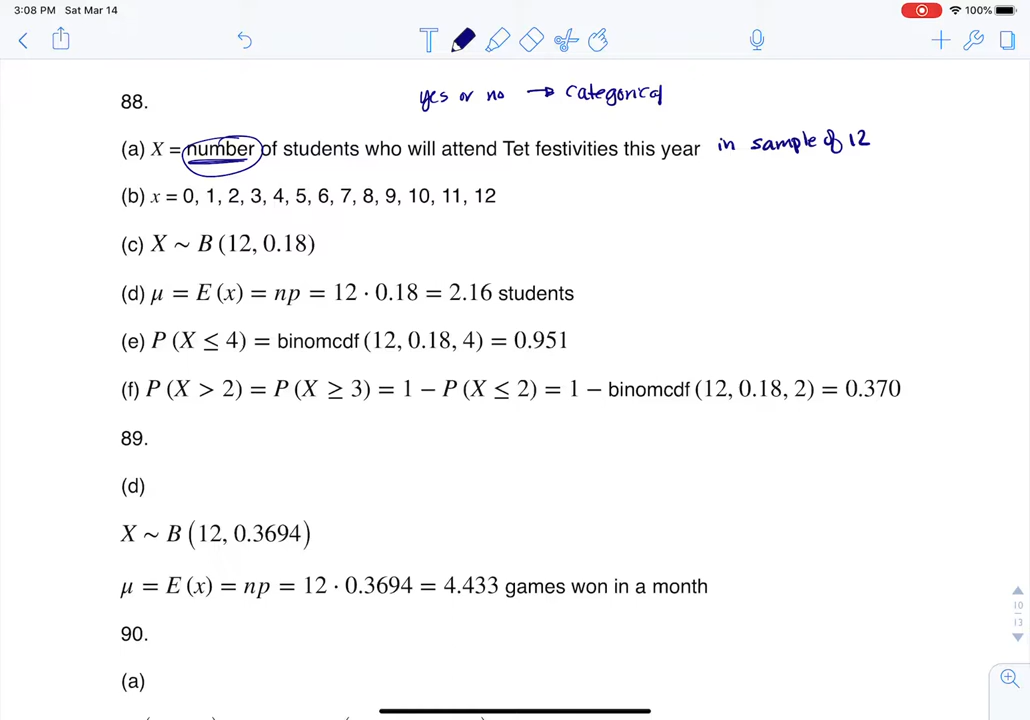 3:08 PM Sat Mar 14
100%
T
yes or no → categorical
88.
(a) X = number of students who will attend Tet festivities this year in sample of 12
(b) x = 0, 1, 2, 3, 4, 5, 6, 7, 8, 9, 10, 11, 12
(c) X ∼ B (12, 0.18)
(d) μ = E (x) = np = 12 · 0.18 = 2.16 students
(e) P (X ≤ 4) = binomcdf (12, 0.18, 4) = 0.951
(f) P (X > 2) = P (X ≥ 3) = 1 − P (X ≤ 2) = 1 − binomcdf (12, 0.18, 2) = 0.370
89.
(d)
X ∼ B (12, 0.3694)
μ = E (x) = np = 12 · 0.3694 = 4.433 games won in a month
10
13
90.
(a)